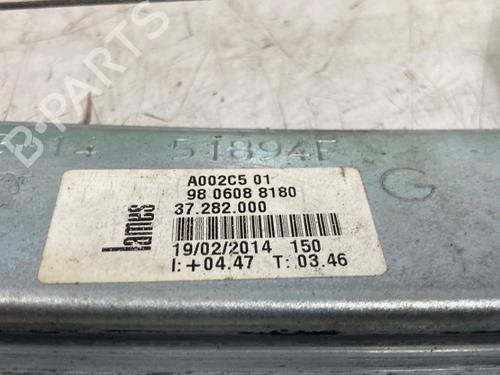 B-PARTS
14 51894F
G
A002C5 01
98 0608 8180
37.282.000
lames
19/02/2014 150
I: +04.47 T: 03.46